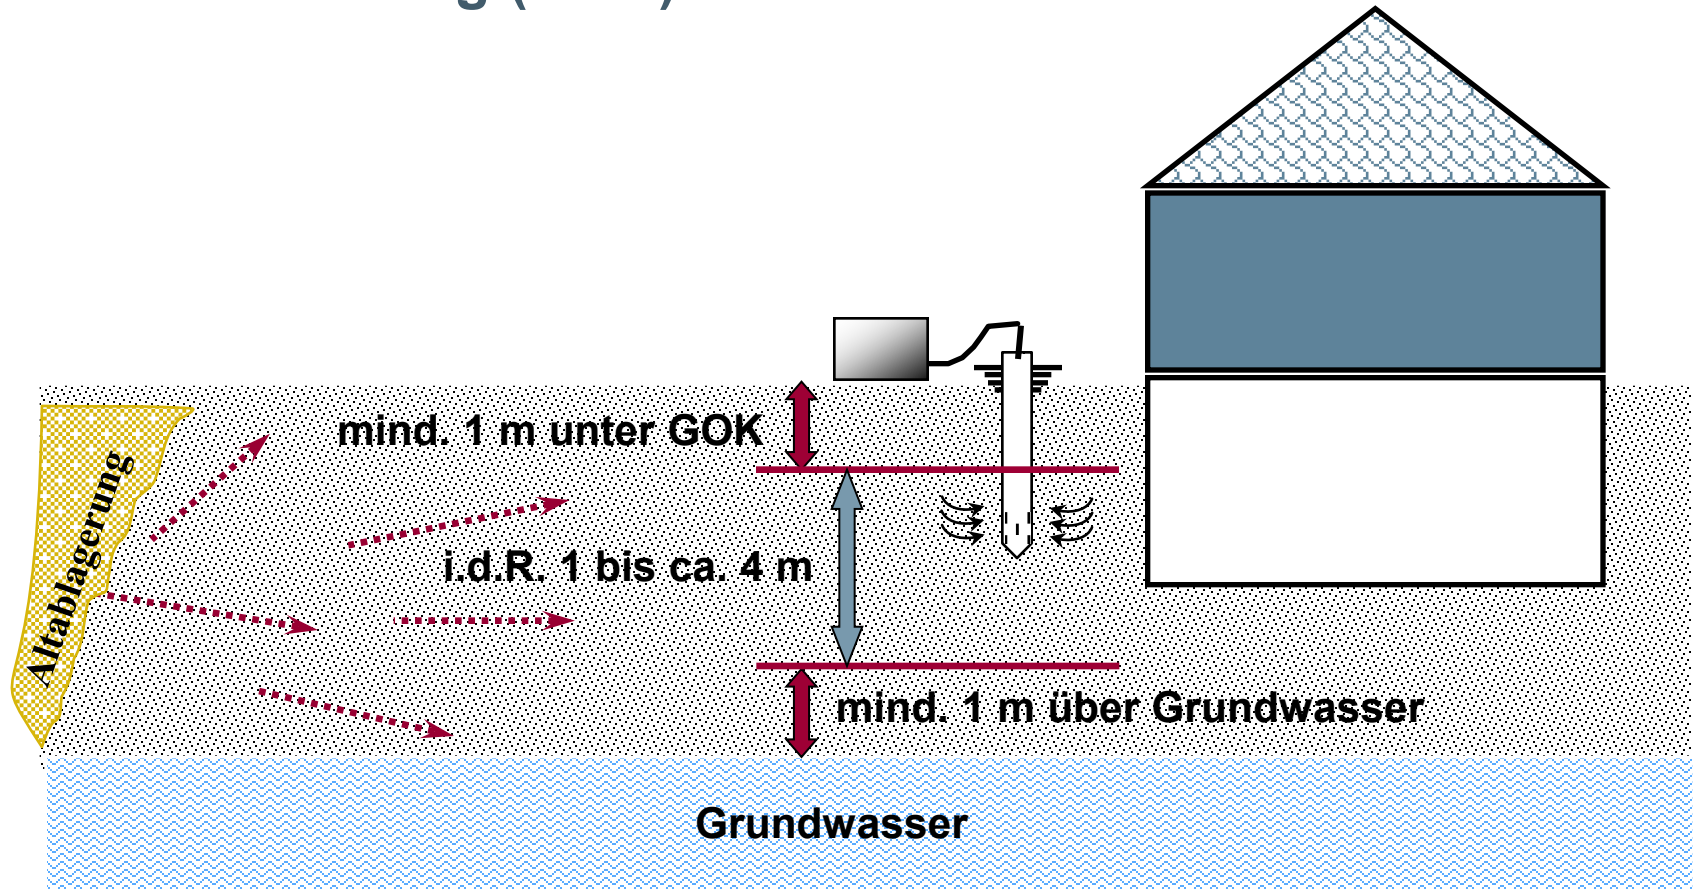 mind. 1 m unter GOK
i.d.R. 1 bis ca. 4 m
Altablagerung
mind. 1 m über Grundwasser
Grundwasser